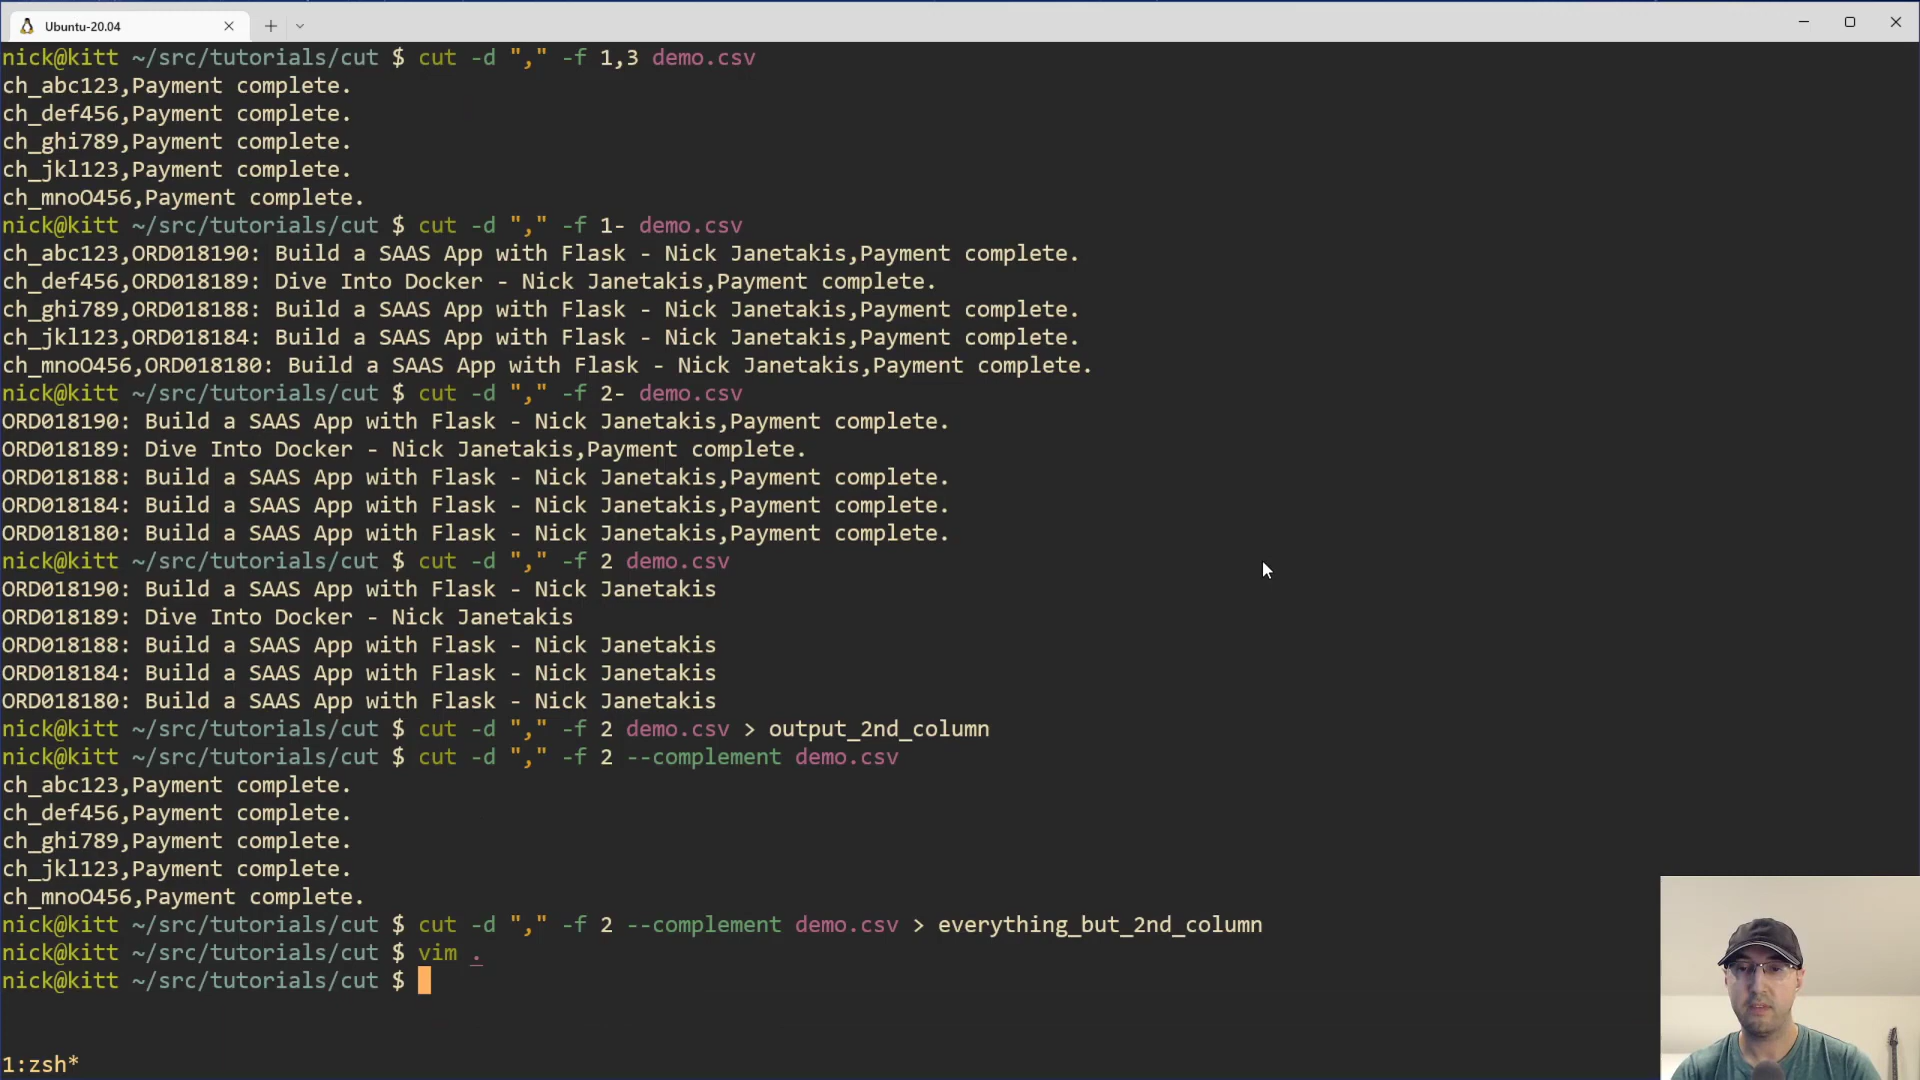 Ubuntu-20.04
nick@kitt ~/src/tutorials/cut $ cut -d "," -f 1,3 demo.csv
ch_abc123,Payment complete.
ch_def456,Payment complete.
ch_ghi789,Payment complete.
ch_jkl123,Payment complete.
ch_mnoO456,Payment complete.
nick@kitt ~/src/tutorials/cut $ cut -d "," -f 1- demo.csv
ch_abc123,ORD018190: Build a SAAS App with Flask - Nick Janetakis,Payment complete.
ch_def456,ORD018189: Dive Into Docker - Nick Janetakis,Payment complete.
ch_ghi789,ORD018188: Build a SAAS App with Flask - Nick Janetakis,Payment complete.
ch_jkl123,ORD018184: Build a SAAS App with Flask - Nick Janetakis,Payment complete.
ch_mnoO456,ORD018180: Build a SAAS App with Flask - Nick Janetakis,Payment complete.
nick@kitt ~/src/tutorials/cut $ cut -d "," -f 2- demo.csv
ORD018190: Build a SAAS App with Flask - Nick Janetakis,Payment complete.
ORD018189: Dive Into Docker - Nick Janetakis,Payment complete.
ORD018188: Build a SAAS App with Flask - Nick Janetakis,Payment complete.
ORD018184: Build a SAAS App with Flask - Nick Janetakis,Payment complete.
ORD018180: Build a SAAS App with Flask - Nick Janetakis,Payment complete.
nick@kitt ~/src/tutorials/cut $ cut -d "," -f 2 demo.csv
ORD018190: Build a SAAS App with Flask - Nick Janetakis
ORD018189: Dive Into Docker - Nick Janetakis
ORD018188: Build a SAAS App with Flask - Nick Janetakis
ORD018184: Build a SAAS App with Flask - Nick Janetakis
ORD018180: Build a SAAS App with Flask - Nick Janetakis
nick@kitt ~/src/tutorials/cut $ cut -d "," -f 2 demo.csv > output_2nd_column
nick@kitt ~/src/tutorials/cut $ cut -d "," -f 2 --complement demo.csv
ch_abc123,Payment complete.
ch_def456,Payment complete.
ch_ghi789,Payment complete.
ch_jkl123,Payment complete.
ch_mnoO456,Payment complete.
nick@kitt ~/src/tutorials/cut $ cut -d "," -f 2 --complement demo.csv > everything_but_2nd_column
nick@kitt ~/src/tutorials/cut $ vim .
nick@kitt ~/src/tutorials/cut $
1:zsh*